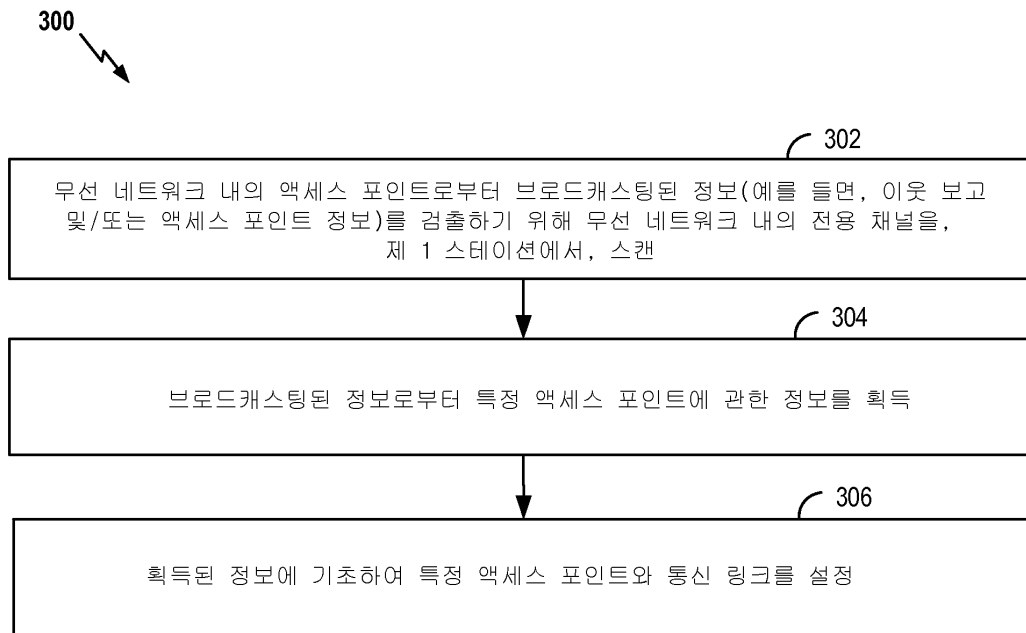 300
302
무선 네트워크 내의 액세스 포인트로부터 브로드캐스팅된 정보(예를 들면, 이웃 보고
및/또는 액세스 포인트 정보)를 검출하기 위해 무선 네트워크 내의 전용 채널을,
제 1 스테이션에서, 스캔
304
브로드캐스팅된 정보로부터 특정 액세스 포인트에 관한 정보를 획득
306
획득된 정보에 기초하여 특정 액세스 포인트와 통신 링크를 설정